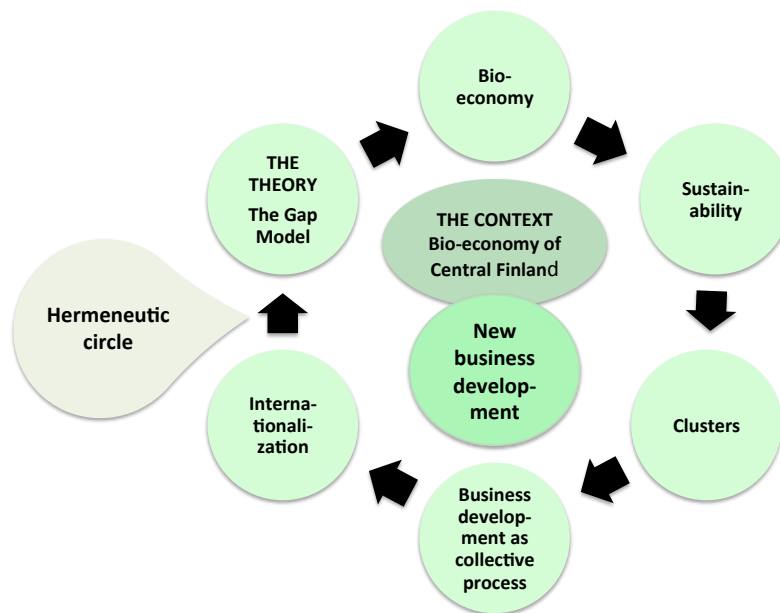 Bio-
economy
THE
THEORY
The Gap
Model
Sustain-
ability
THE CONTEXT
Bio-economy of
Central Finland
Hermeneutic
circle
New
business
develop-
ment
Interna-
tionali-
zation
Clusters
Business
develop-
ment as
collective
process